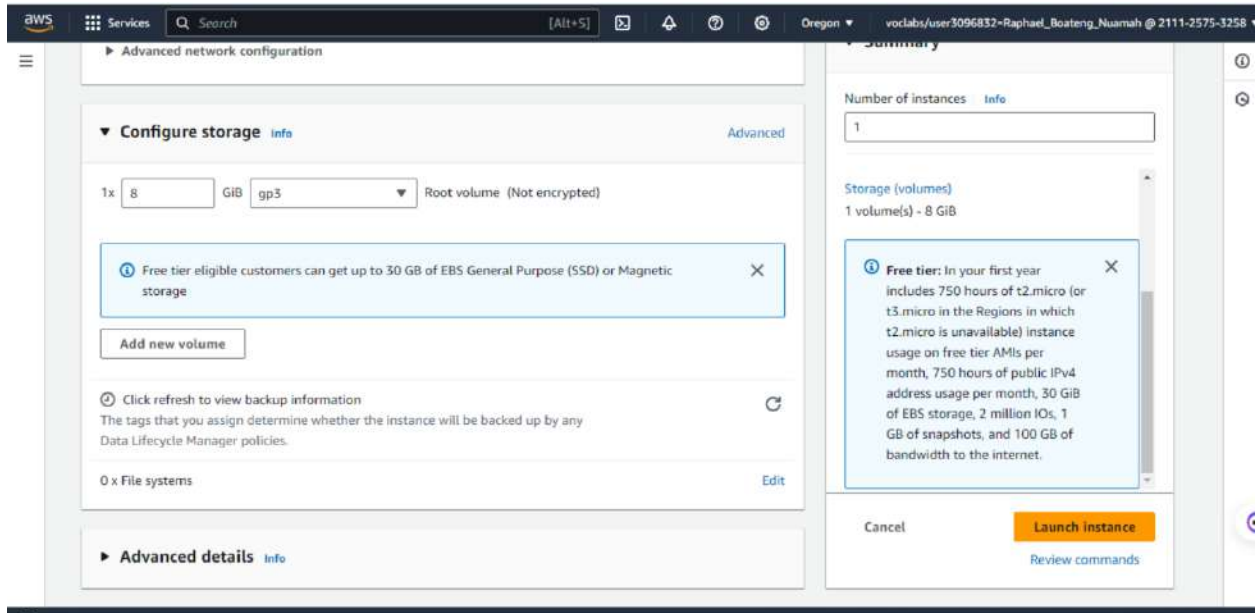 aws
Services
Search
[Alt+S]
Oregon ▼
voclabs/user3096832=Raphael_Boateng_Nuamah @ 2111-2575-3258
▶ Advanced network configuration
▼ Configure storage Info
Advanced
1x 8 GiB gp3 ▼ Root volume (Not encrypted)
Free tier eligible customers can get up to 30 GB of EBS General Purpose (SSD) or Magnetic
storage
Add new volume
Click refresh to view backup information
The tags that you assign determine whether the instance will be backed up by any
Data Lifecycle Manager policies.
0 x File systems
Edit
▶ Advanced details Info
Summary
Number of instances Info
1
Storage (volumes)
1 volume(s) - 8 GiB
Free tier: In your first year
includes 750 hours of t2.micro (or
t3.micro in the Regions in which
t2.micro is unavailable) instance
usage on free tier AMIs per
month, 750 hours of public IPv4
address usage per month, 30 GiB
of EBS storage, 2 million IOs, 1
GB of snapshots, and 100 GB of
bandwidth to the internet.
Cancel
Launch instance
Review commands